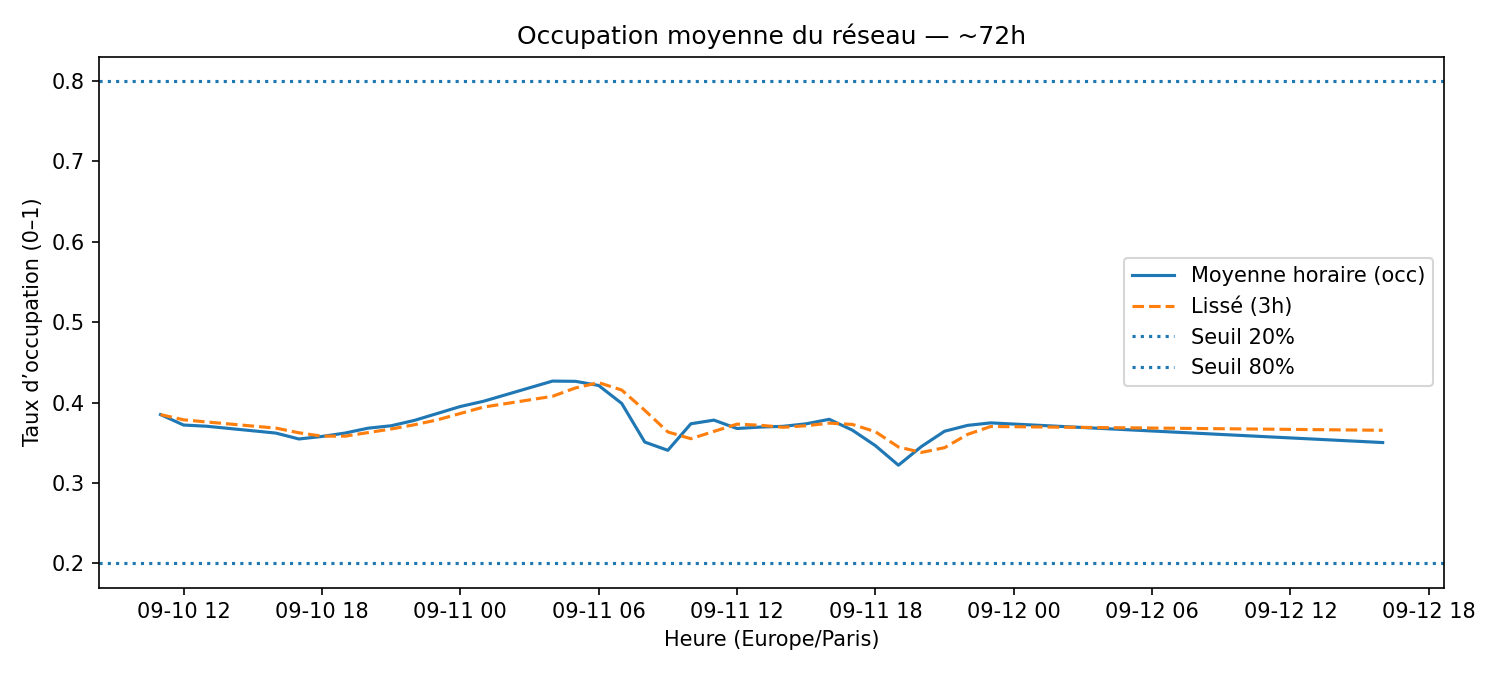 Occupation moyenne du réseau — ~72h
Taux d’occupation (0–1)
0.8
0.7
0.6
0.5
0.4
0.3
0.2
Moyenne horaire (occ)
Lissé (3h)
Seuil 20%
Seuil 80%
09-10 12 09-10 18 09-11 00 09-11 06 09-11 12 09-11 18 09-12 00 09-12 06 09-12 12 09-12 18
Heure (Europe/Paris)